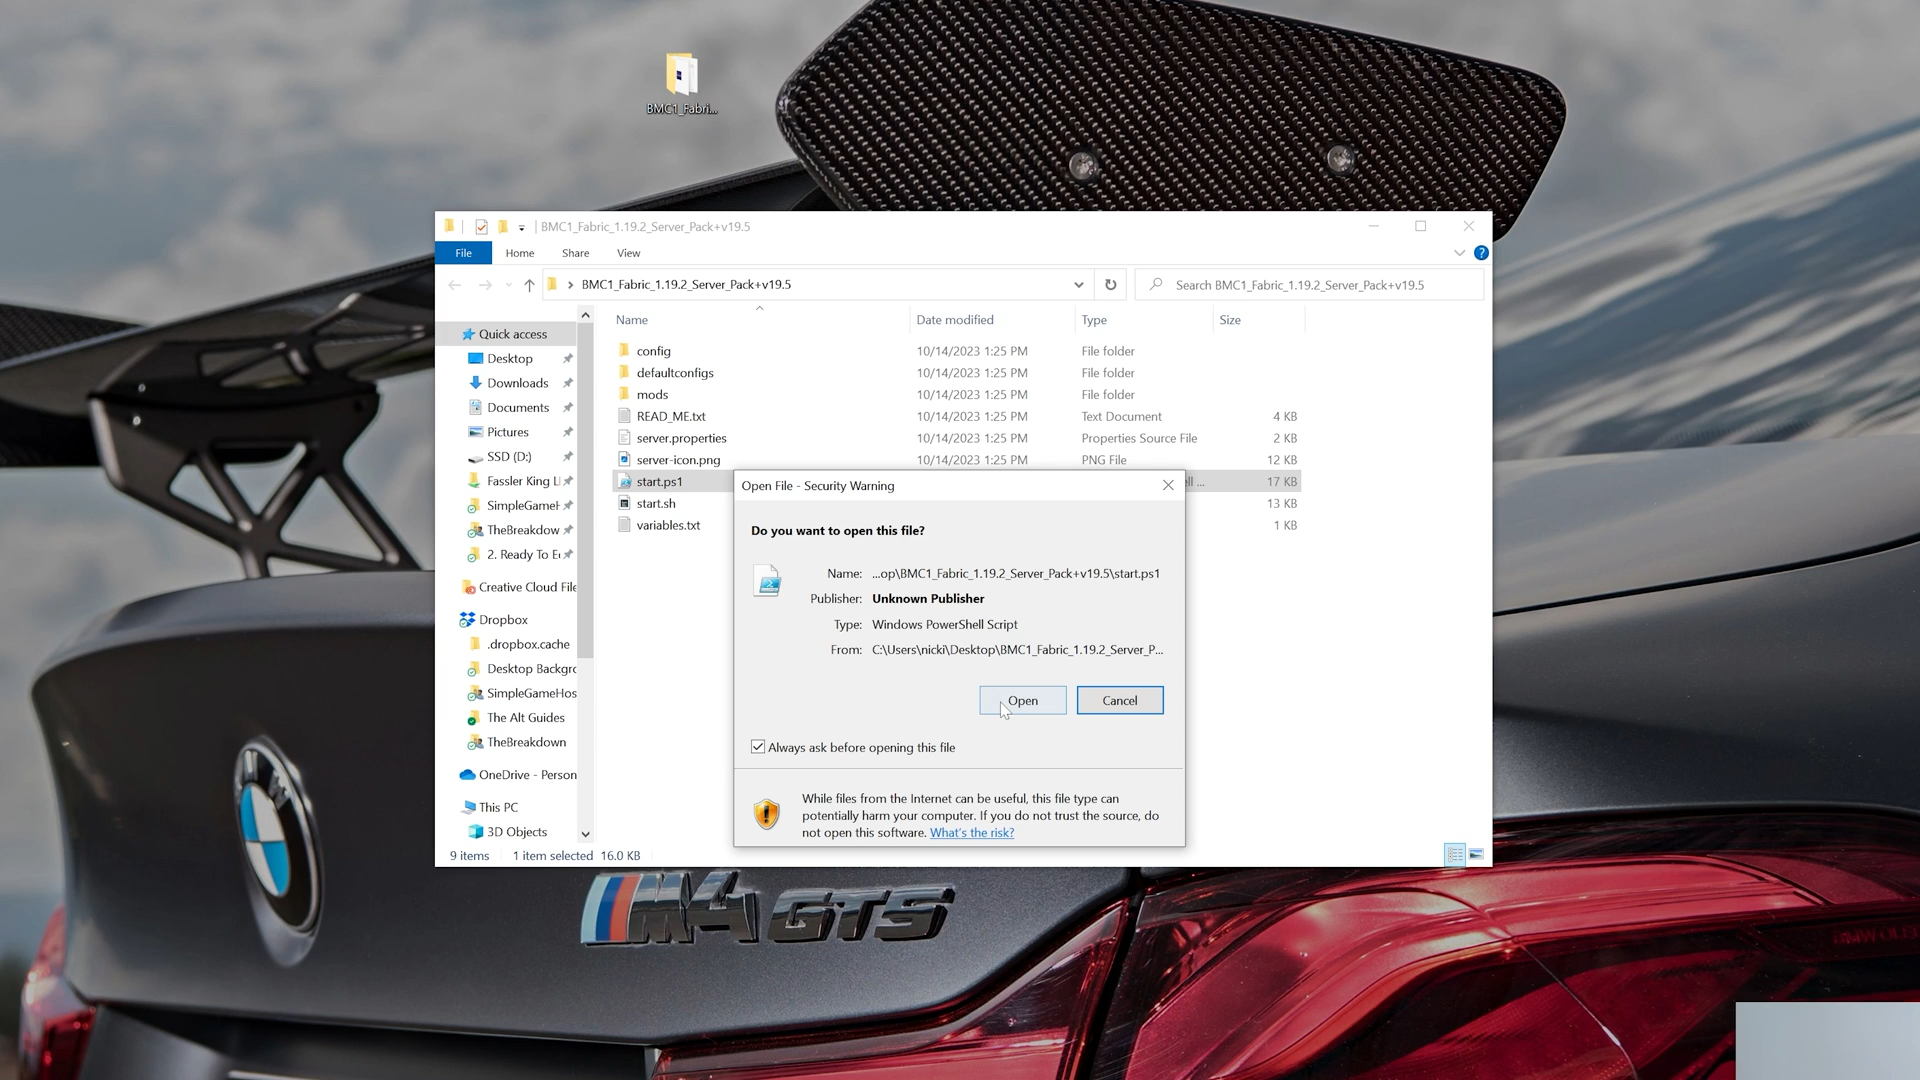 BMC1_Fabri...
BMC1_Fabric_1.19.2_Server_Pack+v19.5
File Home Share View
BMC1_Fabric_1.19.2_Server_Pack+v19.5
Search BMC1_Fabric_1.19.2_Server_Pack+v19.5
Name Date modified Type Size
Quick access
Desktop
Downloads
Documents
Pictures
SSD (D:)
Fassler King Ll
SimpleGameH
TheBreakdow
2. Ready To E
Creative Cloud File
Dropbox
.dropbox.cache
Desktop Backgro
SimpleGameHos
The Alt Guides
TheBreakdown
OneDrive - Person
This PC
3D Objects
config 10/14/2023 1:25 PM File folder
defaultconfigs 10/14/2023 1:25 PM File folder
mods 10/14/2023 1:25 PM File folder
READ_ME.txt 10/14/2023 1:25 PM Text Document 4 KB
server.properties 10/14/2023 1:25 PM Properties Source File 2 KB
server-icon.png 10/14/2023 1:25 PM PNG File 12 KB
start.ps1 ell ... 17 KB
start.sh 13 KB
variables.txt 1 KB
Open File - Security Warning
Do you want to open this file?
Name: ...op\BMC1_Fabric_1.19.2_Server_Pack+v19.5\start.ps1
Publisher: Unknown Publisher
Type: Windows PowerShell Script
From: C:\Users\nicki\Desktop\BMC1_Fabric_1.19.2_Server_P...
Open Cancel
Always ask before opening this file
While files from the Internet can be useful, this file type can
potentially harm your computer. If you do not trust the source, do
not open this software. What's the risk?
9 items 1 item selected 16.0 KB
M4 GTS